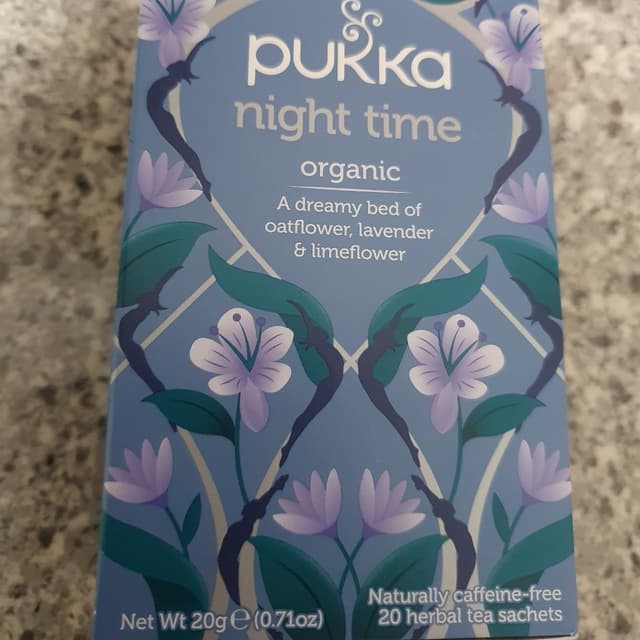 pukka
night time
organic
A dreamy bed of
oatflower, lavender
& limeflower
Naturally caffeine-free
Net Wt 20g ℮ (0.71oz)
20 herbal tea sachets